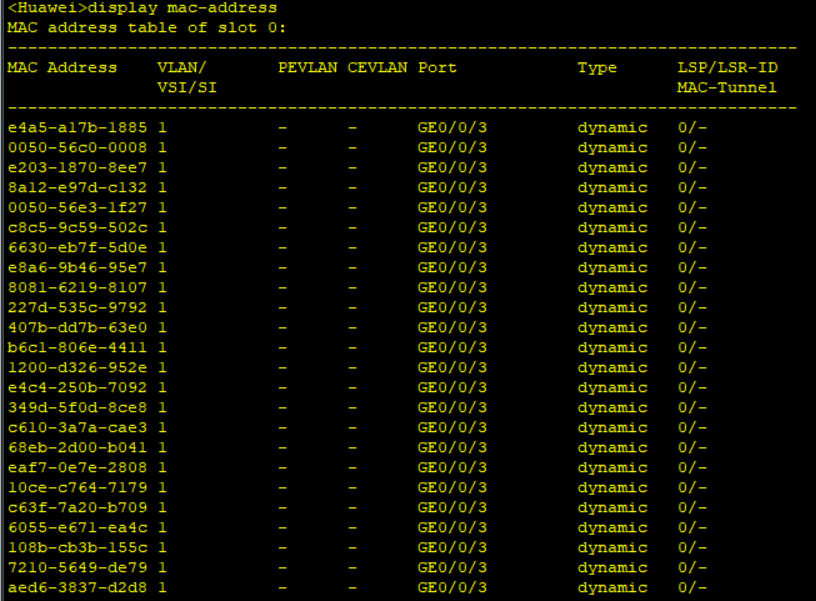 <Huawei>display mac-address
MAC address table of slot 0:
-------------------------------------------------------------------------------
MAC Address    VLAN/       PEVLAN CEVLAN Port            Type      LSP/LSR-ID
               VSI/SI                                              MAC-Tunnel
-------------------------------------------------------------------------------
e4a5-a17b-1885 1           -      -      GE0/0/3         dynamic   0/-
0050-56c0-0008 1           -      -      GE0/0/3         dynamic   0/-
e203-1870-8ee7 1           -      -      GE0/0/3         dynamic   0/-
8a12-e97d-c132 1           -      -      GE0/0/3         dynamic   0/-
0050-56e3-1f27 1           -      -      GE0/0/3         dynamic   0/-
c8c5-9c59-502c 1           -      -      GE0/0/3         dynamic   0/-
6630-eb7f-5d0e 1           -      -      GE0/0/3         dynamic   0/-
e8a6-9b46-95e7 1           -      -      GE0/0/3         dynamic   0/-
8081-6219-8107 1           -      -      GE0/0/3         dynamic   0/-
227d-535c-9792 1           -      -      GE0/0/3         dynamic   0/-
407b-dd7b-63e0 1           -      -      GE0/0/3         dynamic   0/-
b6c1-806e-4411 1           -      -      GE0/0/3         dynamic   0/-
1200-d326-952e 1           -      -      GE0/0/3         dynamic   0/-
e4c4-250b-7092 1           -      -      GE0/0/3         dynamic   0/-
349d-5f0d-8ce8 1           -      -      GE0/0/3         dynamic   0/-
c610-3a7a-cae3 1           -      -      GE0/0/3         dynamic   0/-
68eb-2d00-b041 1           -      -      GE0/0/3         dynamic   0/-
eaf7-0e7e-2808 1           -      -      GE0/0/3         dynamic   0/-
10ce-c764-7179 1           -      -      GE0/0/3         dynamic   0/-
c63f-7a20-b709 1           -      -      GE0/0/3         dynamic   0/-
6055-e671-ea4c 1           -      -      GE0/0/3         dynamic   0/-
108b-cb3b-155c 1           -      -      GE0/0/3         dynamic   0/-
7210-5649-de79 1           -      -      GE0/0/3         dynamic   0/-
aed6-3837-d2d8 1           -      -      GE0/0/3         dynamic   0/-